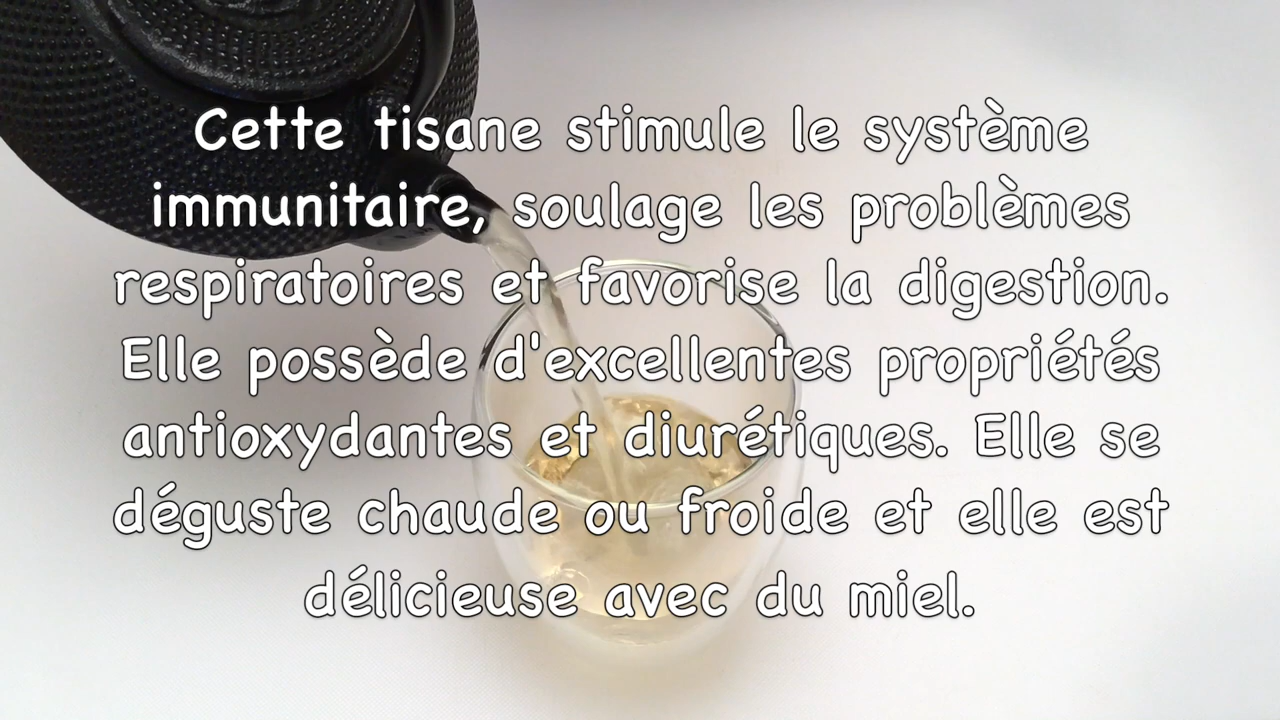 Cette tisane stimule le système
immunitaire, soulage les problèmes
respiratoires et favorise la digestion.
Elle possède d'excellentes propriétés
antioxydantes et diurétiques. Elle se
déguste chaude ou froide et elle est
délicieuse avec du miel.